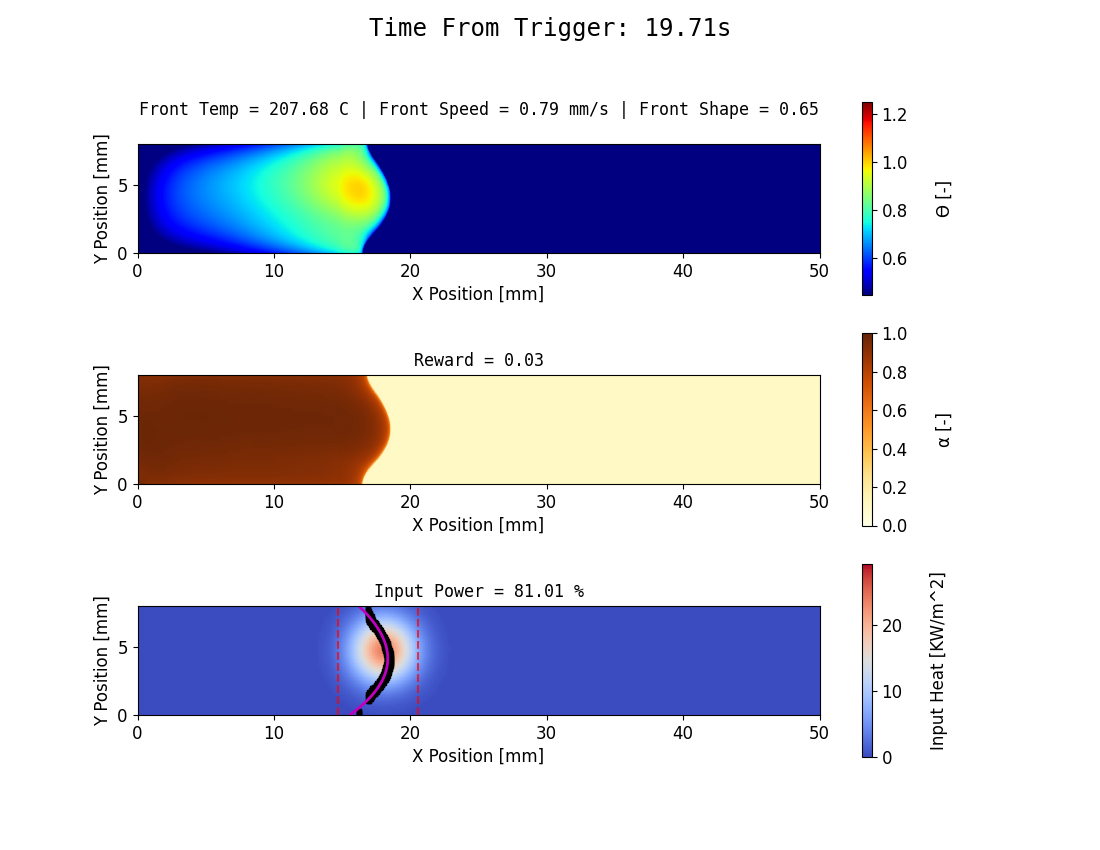 Time From Trigger: 19.71s
Front Temp = 207.68 C | Front Speed = 0.79 mm/s | Front Shape = 0.65
Y Position [mm]
5
0
0 10 20 30 40 50
X Position [mm]
1.2
1.0
0.8
0.6
Θ [-]
Reward = 0.03
Y Position [mm]
5
0
0 10 20 30 40 50
X Position [mm]
1.0
0.8
0.6
0.4
0.2
0.0
α [-]
Input Power = 81.01 %
Y Position [mm]
5
0
0 10 20 30 40 50
X Position [mm]
20
10
0
Input Heat [KW/m^2]